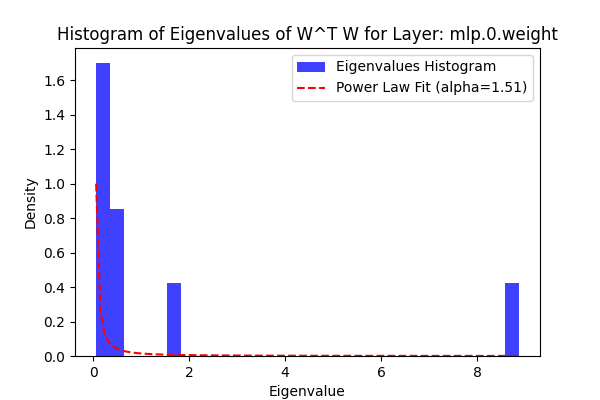 Histogram of Eigenvalues of W^T W for Layer: mlp.0.weight
Eigenvalues Histogram
Power Law Fit (alpha=1.51)
Density
1.6
1.4
1.2
1.0
0.8
0.6
0.4
0.2
0.0
0 2 4 6 8
Eigenvalue